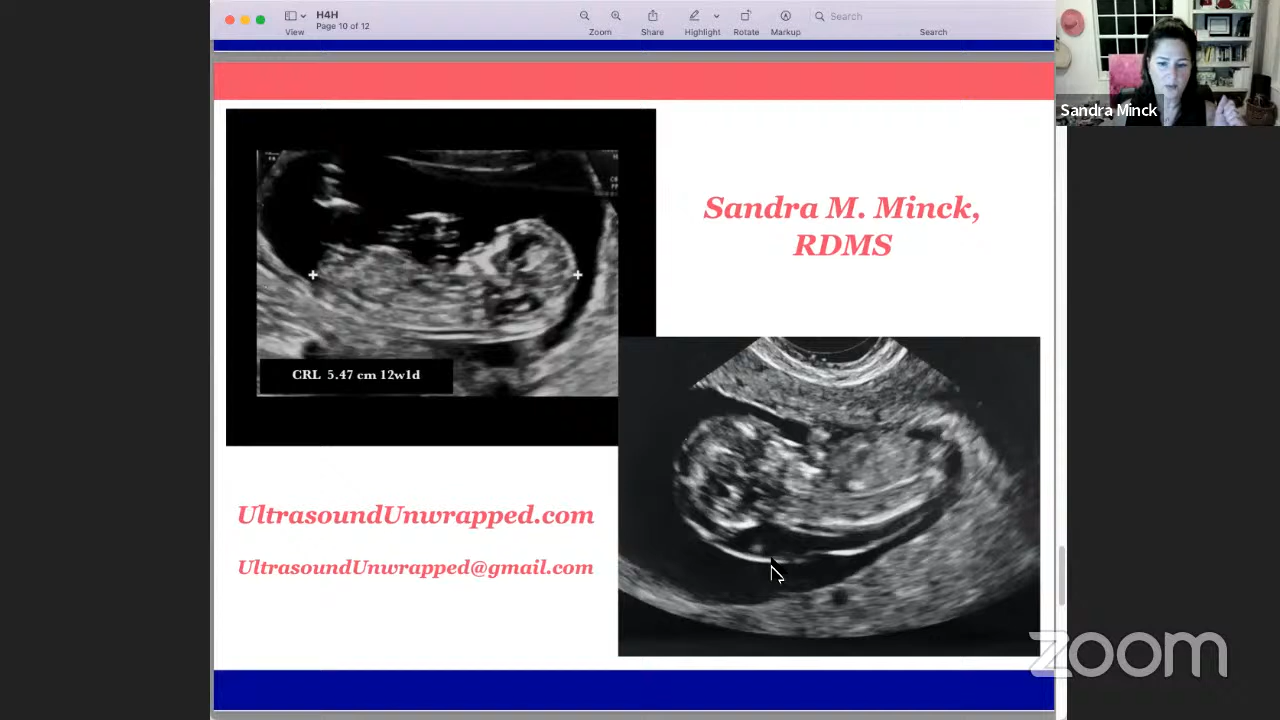 H4H
Page 10 of 12
View
Zoom
Share
Highlight
Rotate
Markup
Search
Search
Sandra Minck
Sandra M. Minck,
RDMS
CRL 5.47 cm 12w1d
UltrasoundUnwrapped.com
UltrasoundUnwrapped@gmail.com
zoom